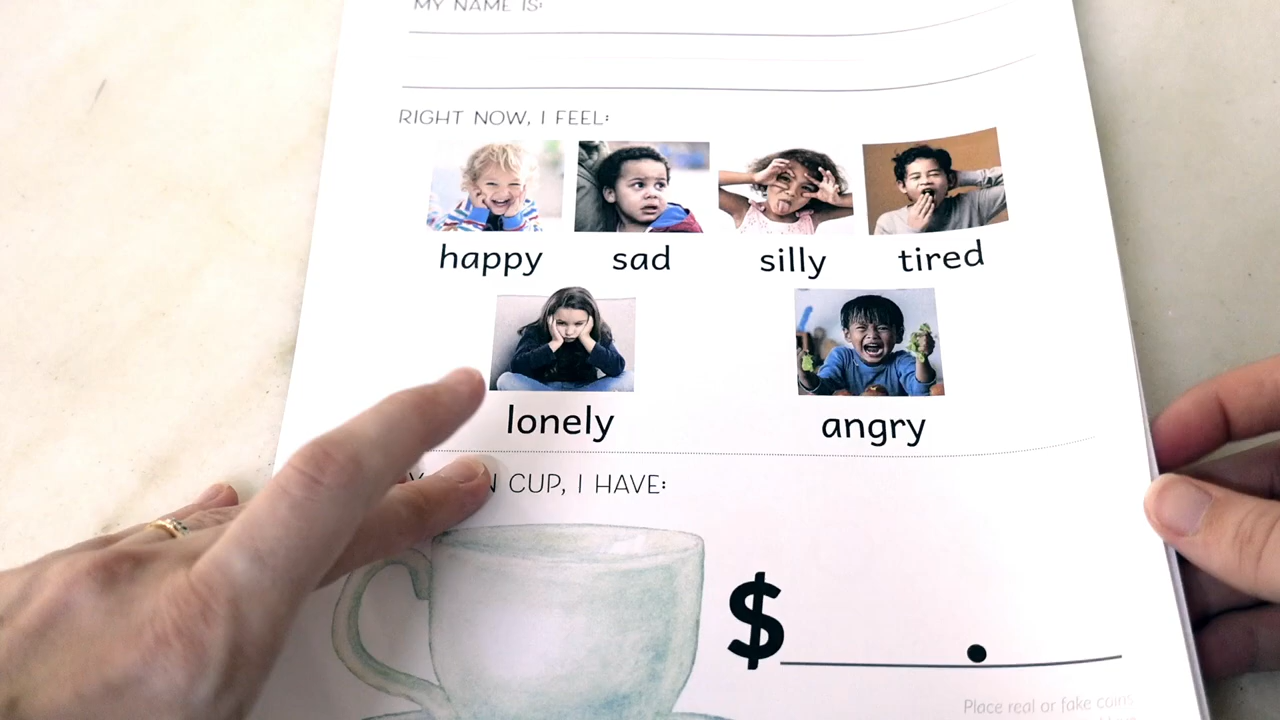 MY NAME IS:
RIGHT NOW, I FEEL:
happy sad silly tired
lonely angry
CUP, I HAVE:
$ .
Place real or fake coins